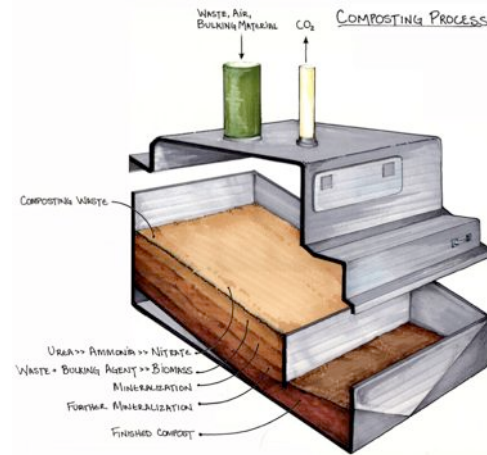 COMPOSTING PROCESS
WASTE, AIR,
BULKING MATERIAL
CO2
COMPOSTING WASTE
UREA >> AMMONIA >> NITRATE
WASTE + BULKING AGENT >> BIOMASS
MINERALIZATION
FURTHER MINERALIZATION
FINISHED COMPOST